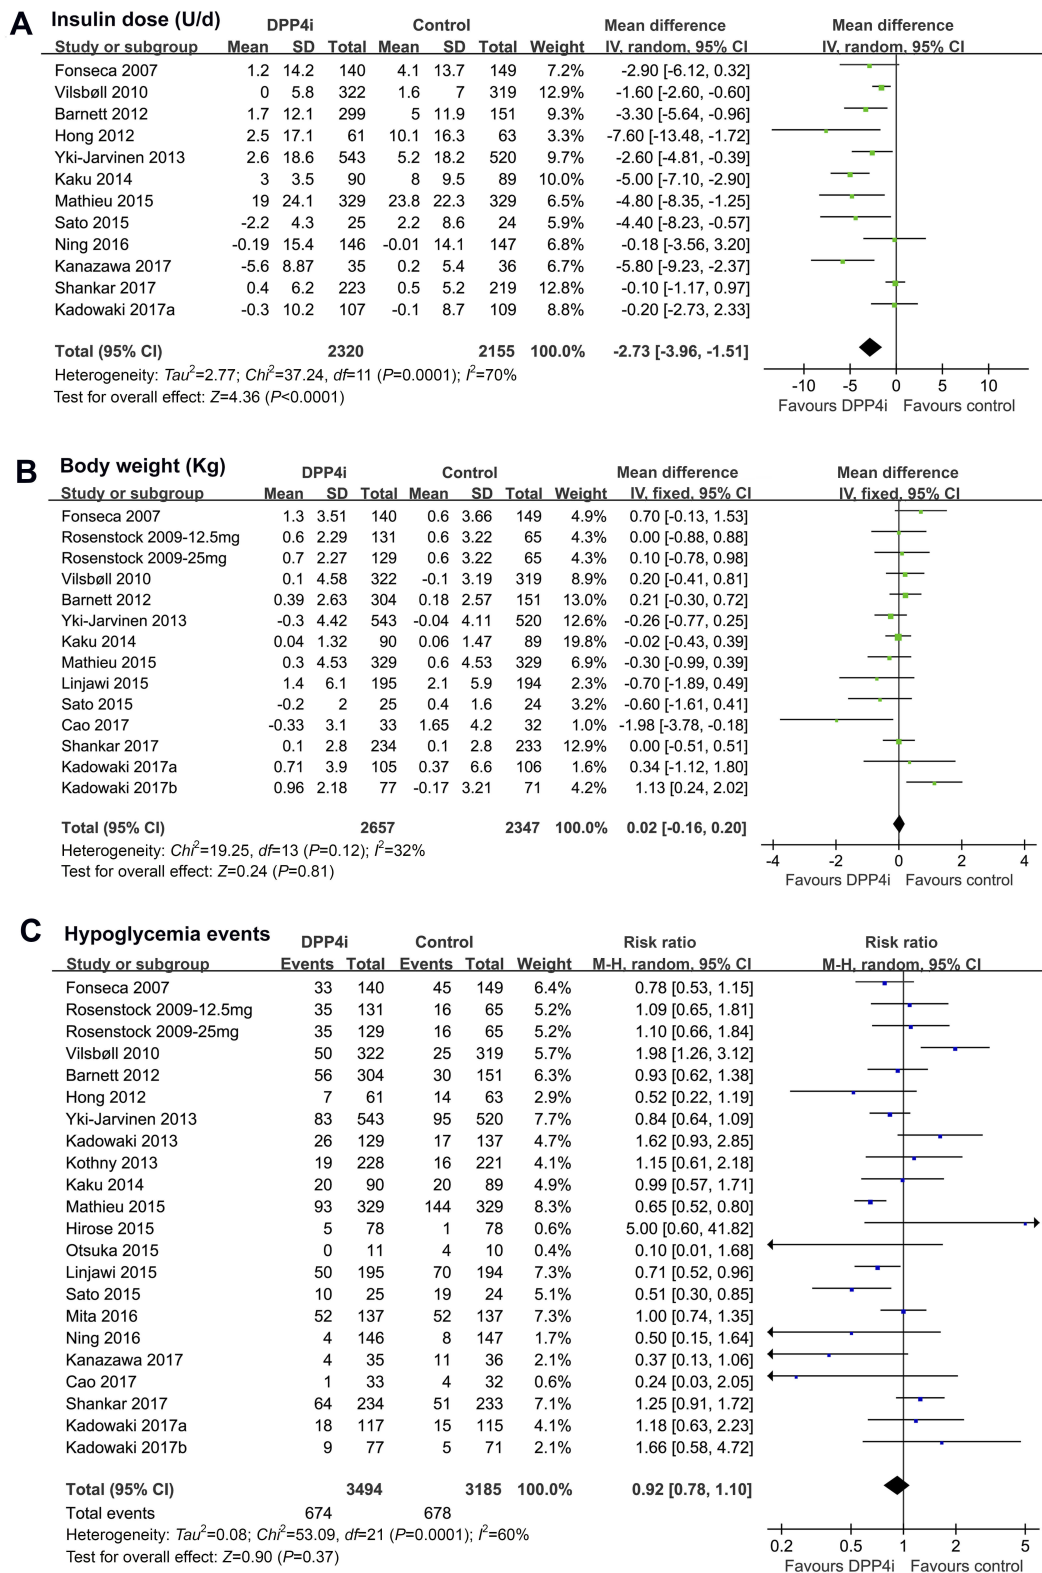 A Insulin dose (U/d)
DPP4i Control Mean difference Mean difference
Study or subgroup Mean SD Total Mean SD Total Weight IV, random, 95% CI IV, random, 95% CI
Fonseca 2007 1.2 14.2 140 4.1 13.7 149 7.2% -2.90 [-6.12, 0.32]
Vilsbøll 2010 0 5.8 322 1.6 7 319 12.9% -1.60 [-2.60, -0.60]
Barnett 2012 1.7 12.1 299 5 11.9 151 9.3% -3.30 [-5.64, -0.96]
Hong 2012 2.5 17.1 61 10.1 16.3 63 3.3% -7.60 [-13.48, -1.72]
Yki-Jarvinen 2013 2.6 18.6 543 5.2 18.2 520 9.7% -2.60 [-4.81, -0.39]
Kaku 2014 3 3.5 90 8 9.5 89 10.0% -5.00 [-7.10, -2.90]
Mathieu 2015 19 24.1 329 23.8 22.3 329 6.5% -4.80 [-8.35, -1.25]
Sato 2015 -2.2 4.3 25 2.2 8.6 24 5.9% -4.40 [-8.23, -0.57]
Ning 2016 -0.19 15.4 146 -0.01 14.1 147 6.8% -0.18 [-3.56, 3.20]
Kanazawa 2017 -5.6 8.87 35 0.2 5.4 36 6.7% -5.80 [-9.23, -2.37]
Shankar 2017 0.4 6.2 223 0.5 5.2 219 12.8% -0.10 [-1.17, 0.97]
Kadowaki 2017a -0.3 10.2 107 -0.1 8.7 109 8.8% -0.20 [-2.73, 2.33]
Total (95% CI) 2320 2155 100.0% -2.73 [-3.96, -1.51]
Heterogeneity: Tau²=2.77; Chi²=37.24, df=11 (P=0.0001); I²=70%
Test for overall effect: Z=4.36 (P<0.0001)
-10 -5 0 5 10
Favours DPP4i Favours control
B Body weight (Kg)
DPP4i Control Mean difference Mean difference
Study or subgroup Mean SD Total Mean SD Total Weight IV, fixed, 95% CI IV, fixed, 95% CI
Fonseca 2007 1.3 3.51 140 0.6 3.66 149 4.9% 0.70 [-0.13, 1.53]
Rosenstock 2009-12.5mg 0.6 2.29 131 0.6 3.22 65 4.3% 0.00 [-0.88, 0.88]
Rosenstock 2009-25mg 0.7 2.27 129 0.6 3.22 65 4.3% 0.10 [-0.78, 0.98]
Vilsbøll 2010 0.1 4.58 322 -0.1 3.19 319 8.9% 0.20 [-0.41, 0.81]
Barnett 2012 0.39 2.63 304 0.18 2.57 151 13.0% 0.21 [-0.30, 0.72]
Yki-Jarvinen 2013 -0.3 4.42 543 -0.04 4.11 520 12.6% -0.26 [-0.77, 0.25]
Kaku 2014 0.04 1.32 90 0.06 1.47 89 19.8% -0.02 [-0.43, 0.39]
Mathieu 2015 0.3 4.53 329 0.6 4.53 329 6.9% -0.30 [-0.99, 0.39]
Linjawi 2015 1.4 6.1 195 2.1 5.9 194 2.3% -0.70 [-1.89, 0.49]
Sato 2015 -0.2 2 25 0.4 1.6 24 3.2% -0.60 [-1.61, 0.41]
Cao 2017 -0.33 3.1 33 1.65 4.2 32 1.0% -1.98 [-3.78, -0.18]
Shankar 2017 0.1 2.8 234 0.1 2.8 233 12.9% 0.00 [-0.51, 0.51]
Kadowaki 2017a 0.71 3.9 105 0.37 6.6 106 1.6% 0.34 [-1.12, 1.80]
Kadowaki 2017b 0.96 2.18 77 -0.17 3.21 71 4.2% 1.13 [0.24, 2.02]
Total (95% CI) 2657 2347 100.0% 0.02 [-0.16, 0.20]
Heterogeneity: Chi²=19.25, df=13 (P=0.12); I²=32%
Test for overall effect: Z=0.24 (P=0.81)
-4 -2 0 2 4
Favours DPP4i Favours control
C Hypoglycemia events
DPP4i Control Risk ratio Risk ratio
Study or subgroup Events Total Events Total Weight M-H, random, 95% CI M-H, random, 95% CI
Fonseca 2007 33 140 45 149 6.4% 0.78 [0.53, 1.15]
Rosenstock 2009-12.5mg 35 131 16 65 5.2% 1.09 [0.65, 1.81]
Rosenstock 2009-25mg 35 129 16 65 5.2% 1.10 [0.66, 1.84]
Vilsbøll 2010 50 322 25 319 5.7% 1.98 [1.26, 3.12]
Barnett 2012 56 304 30 151 6.3% 0.93 [0.62, 1.38]
Hong 2012 7 61 14 63 2.9% 0.52 [0.22, 1.19]
Yki-Jarvinen 2013 83 543 95 520 7.7% 0.84 [0.64, 1.09]
Kadowaki 2013 26 129 17 137 4.7% 1.62 [0.93, 2.85]
Kothny 2013 19 228 16 221 4.1% 1.15 [0.61, 2.18]
Kaku 2014 20 90 20 89 4.9% 0.99 [0.57, 1.71]
Mathieu 2015 93 329 144 329 8.3% 0.65 [0.52, 0.80]
Hirose 2015 5 78 1 78 0.6% 5.00 [0.60, 41.82]
Otsuka 2015 0 11 4 10 0.4% 0.10 [0.01, 1.68]
Linjawi 2015 50 195 70 194 7.3% 0.71 [0.52, 0.96]
Sato 2015 10 25 19 24 5.1% 0.51 [0.30, 0.85]
Mita 2016 52 137 52 137 7.3% 1.00 [0.74, 1.35]
Ning 2016 4 146 8 147 1.7% 0.50 [0.15, 1.64]
Kanazawa 2017 4 35 11 36 2.1% 0.37 [0.13, 1.06]
Cao 2017 1 33 4 32 0.6% 0.24 [0.03, 2.05]
Shankar 2017 64 234 51 233 7.1% 1.25 [0.91, 1.72]
Kadowaki 2017a 18 117 15 115 4.1% 1.18 [0.63, 2.23]
Kadowaki 2017b 9 77 5 71 2.1% 1.66 [0.58, 4.72]
Total (95% CI) 3494 3185 100.0% 0.92 [0.78, 1.10]
Total events 674 678
Heterogeneity: Tau²=0.08; Chi²=53.09, df=21 (P=0.0001); I²=60%
Test for overall effect: Z=0.90 (P=0.37)
0.2 0.5 1 2 5
Favours DPP4i Favours control